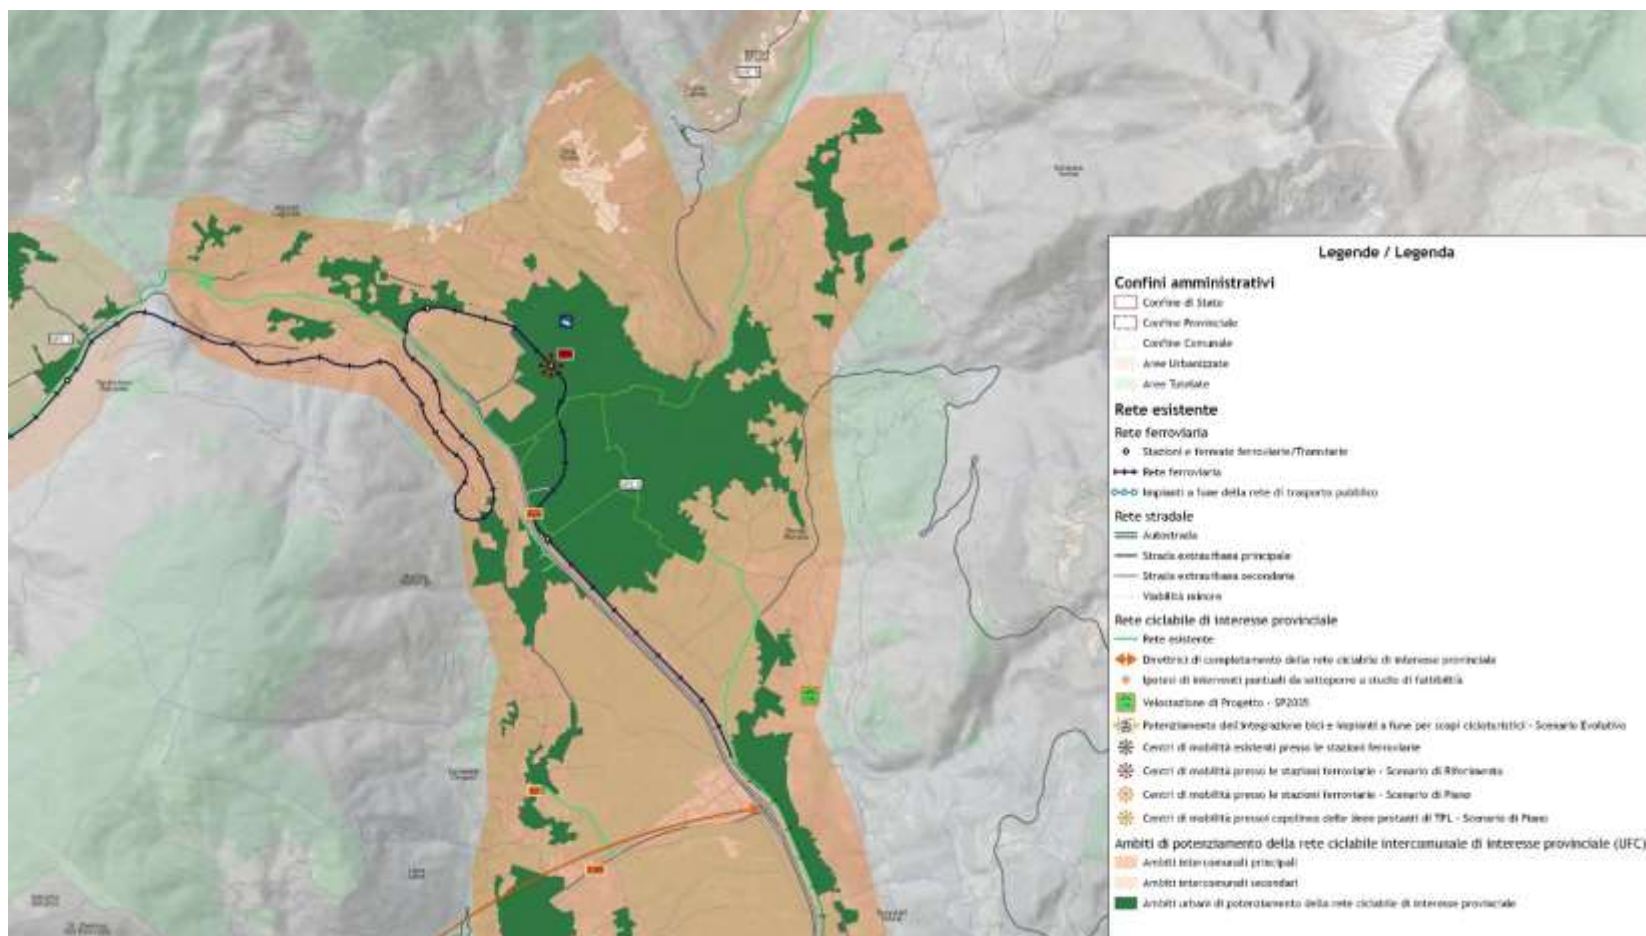 Legende / Legenda
Confini amministrativi
Confine di Stato
Confine Provinciale
Confine Comunale
Aree Urbanizzate
Aree Tutelate
Rete esistente
Rete ferroviaria
Stazioni e fermate ferroviarie/Tramviarie
Rete ferroviaria
Impianti a fune della rete di trasporto pubblico
Rete stradale
Autostrada
Strada extraurbana principale
Strada extraurbana secondaria
Viabilità minore
Rete ciclabile di interesse provinciale
Rete esistente
Direttrici di completamento della rete ciclabile di interesse provinciale
Ipotesi di interventi puntuali da sottoporre a studio di fattibilità
Velostazione di Progetto - SP2035
Potenziamento dell'integrazione bici e impianti a fune per scopi cicloturistici - Scenario Evolutivo
Centri di mobilità esistenti presso le stazioni ferroviarie
Centri di mobilità presso le stazioni ferroviarie - Scenario di Riferimento
Centri di mobilità presso le stazioni ferroviarie - Scenario di Piano
Centri di mobilità presso i capolinea delle linee portanti di TPL - Scenario di Piano
Ambiti di potenziamento della rete ciclabile intercomunale di interesse provinciale (UFC)
Ambiti intercomunali principali
Ambiti intercomunali secondari
Ambiti urbani di potenziamento della rete ciclabile di interesse provinciale